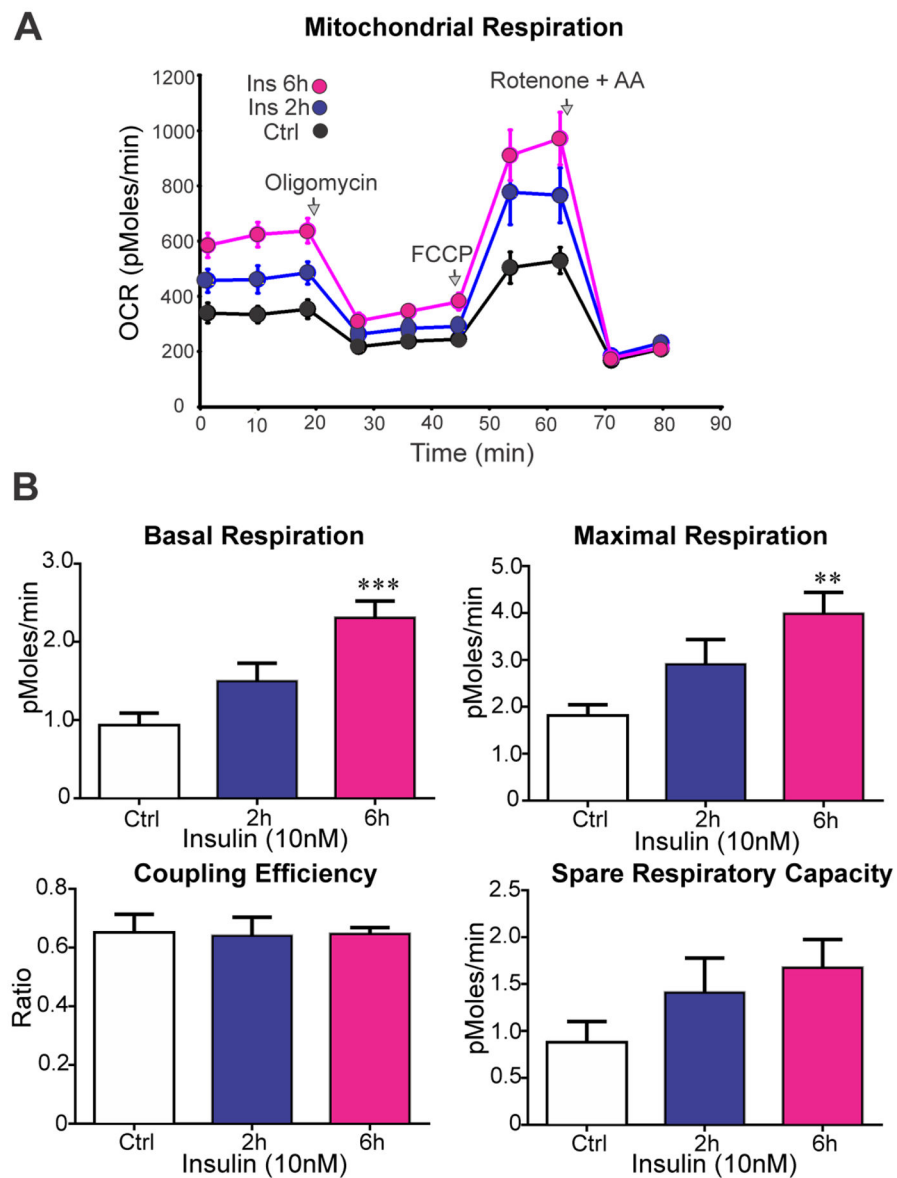 A
Mitochondrial Respiration
1200
1000
800
600
400
200
0
OCR (pMoles/min)
Ins 6h
Ins 2h
Ctrl
Oligomycin
FCCP
Rotenone + AA
0 10 20 30 40 50 60 70 80 90
Time (min)
B
Basal Respiration
3.0
2.0
1.0
0
pMoles/min
***
Ctrl 2h 6h
Insulin (10nM)
Maximal Respiration
5.0
4.0
3.0
2.0
1.0
0
pMoles/min
**
Ctrl 2h 6h
Insulin (10nM)
Coupling Efficiency
0.8
0.6
0.4
0.2
0
Ratio
Ctrl 2h 6h
Insulin (10nM)
Spare Respiratory Capacity
2.5
2.0
1.5
1.0
0.5
0
pMoles/min
Ctrl 2h 6h
Insulin (10nM)